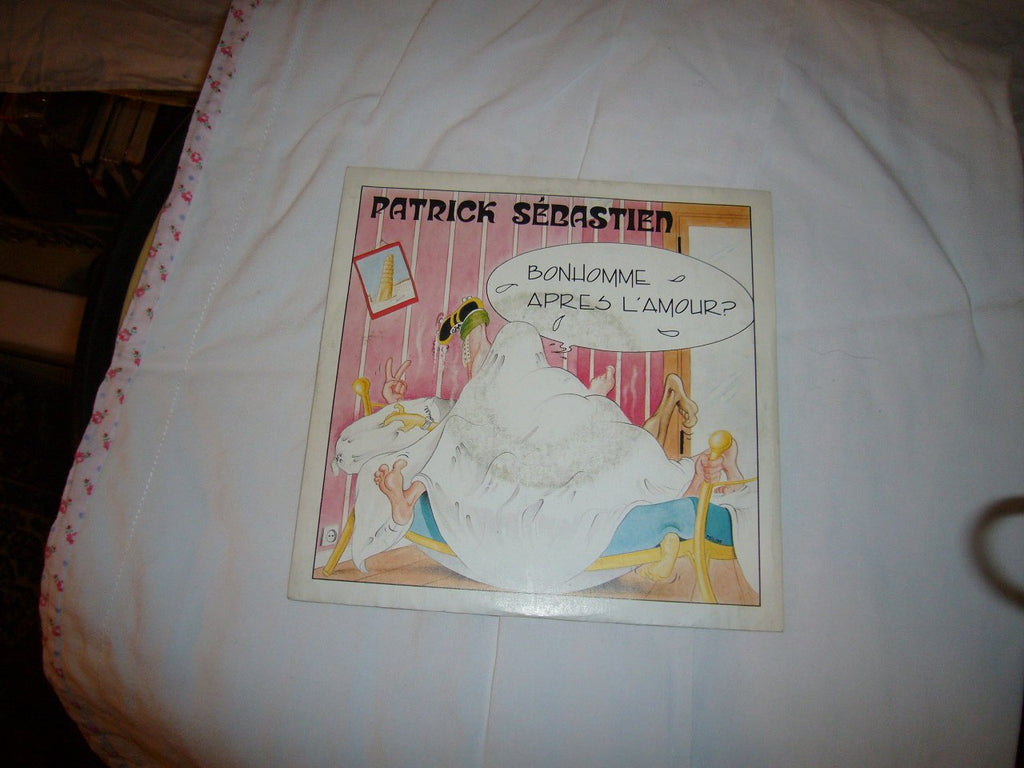 PATRICK SÉBASTIEN
BONHOMME
APRES L'AMOUR?